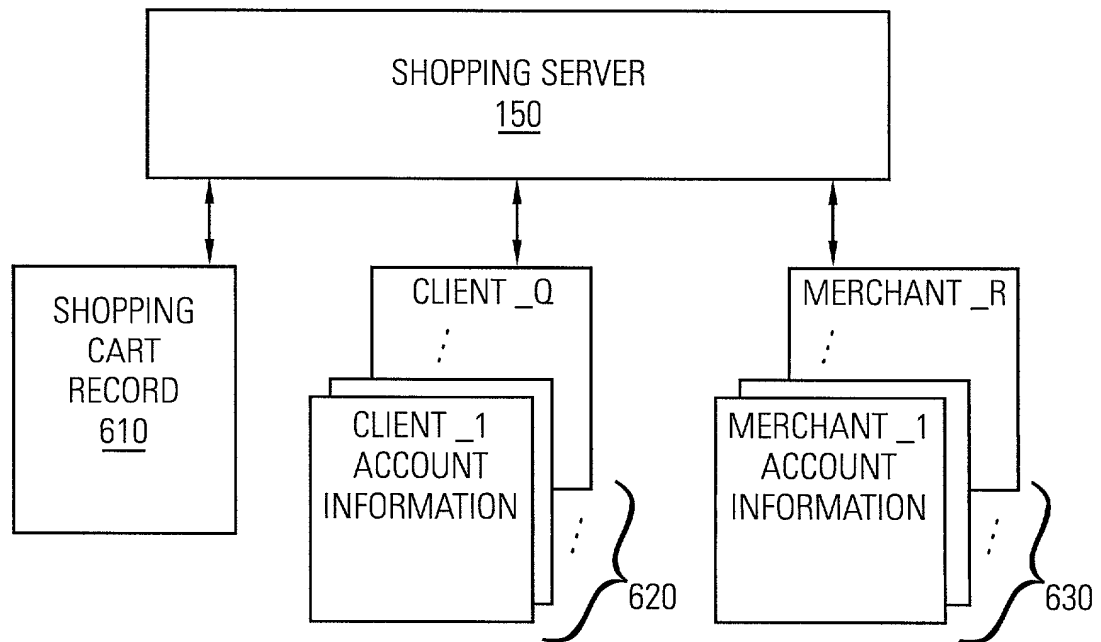 SHOPPING SERVER
150
SHOPPING
CART
RECORD
610
CLIENT _Q
CLIENT _1
ACCOUNT
INFORMATION
620
MERCHANT _R
MERCHANT _1
ACCOUNT
INFORMATION
630